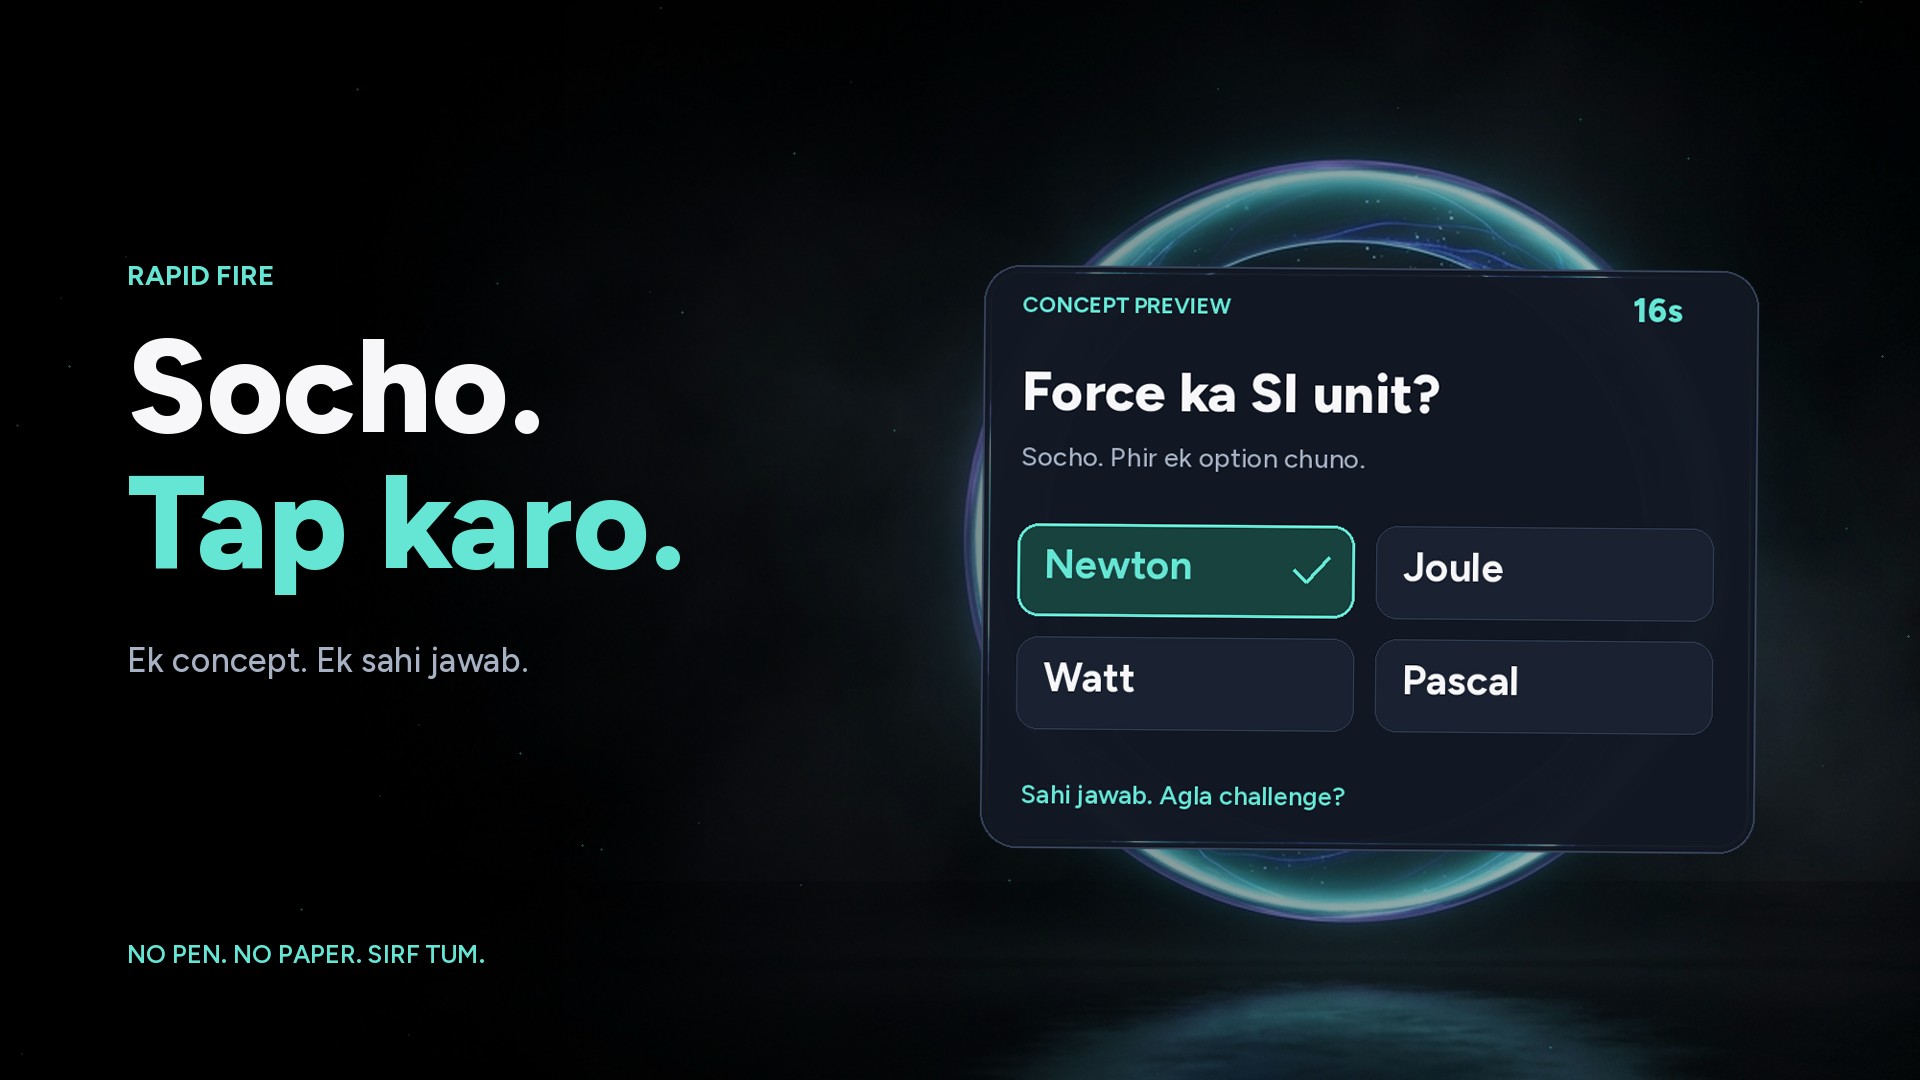 RAPID FIRE
Socho.
Tap karo.
Ek concept. Ek sahi jawab.
NO PEN. NO PAPER. SIRF TUM.
CONCEPT PREVIEW
16s
Force ka SI unit?
Socho. Phir ek option chuno.
Newton
Joule
Watt
Pascal
Sahi jawab. Agla challenge?